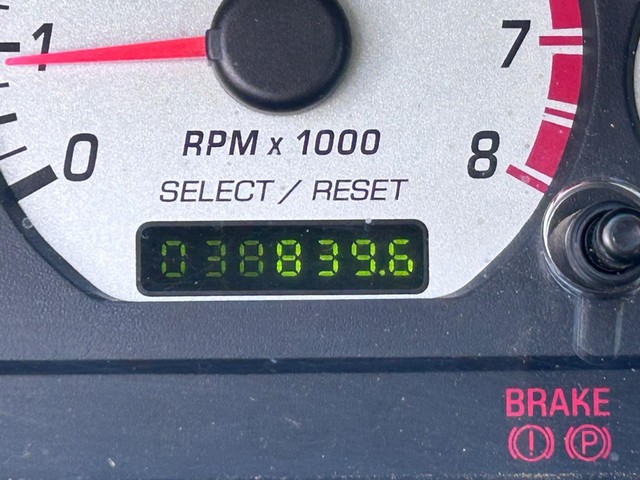 1
7
0
8
RPM x 1000
SELECT / RESET
038839.6
BRAKE
(!) (P)